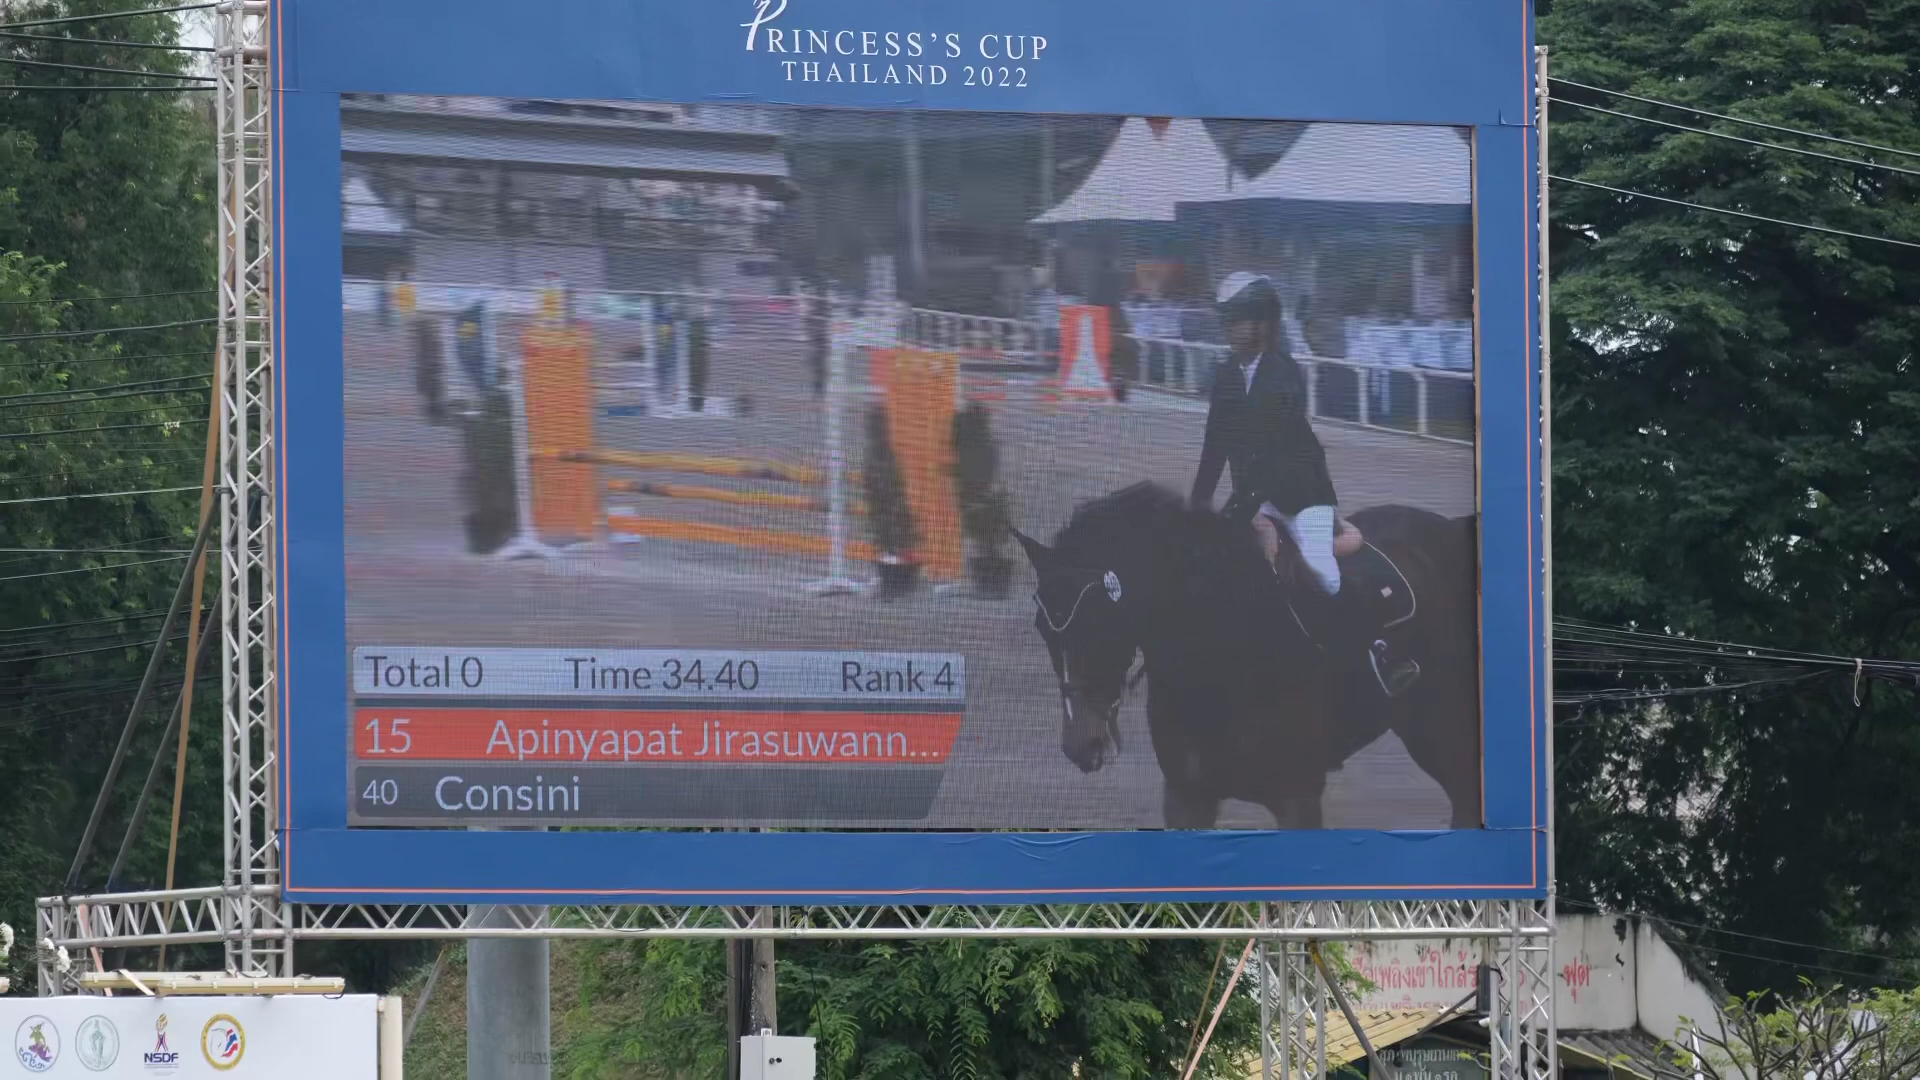 PRINCESS'S CUP
THAILAND 2022
Total 0 Time 34.40 Rank 4
15 Apinyapat Jirasuwann...
40 Consini
NSDF